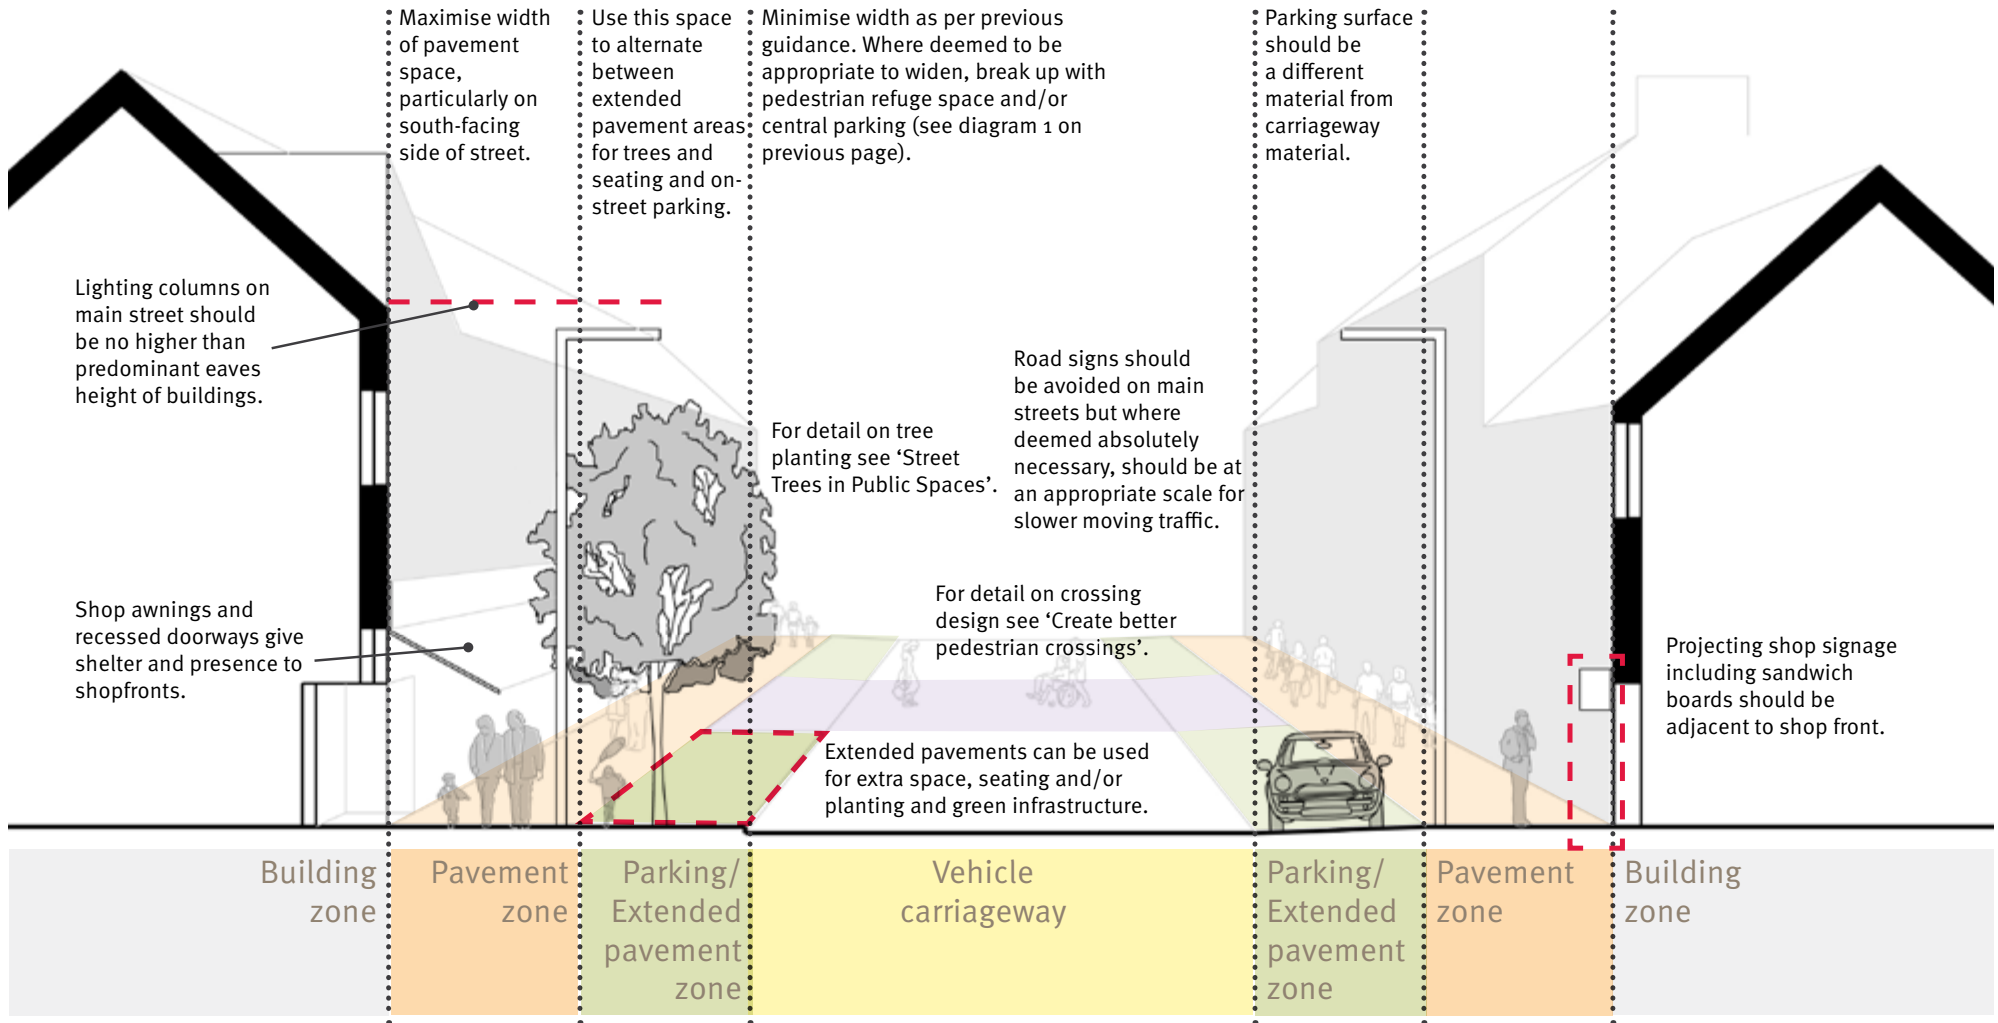 Maximise width
of pavement
space,
particularly on
south-facing
side of street.
Use this space
to alternate
between
extended
pavement areas
for trees and
seating and on-
street parking.
Minimise width as per previous
guidance. Where deemed to be
appropriate to widen, break up with
pedestrian refuge space and/or
central parking (see diagram 1 on
previous page).
Parking surface
should be
a different
material from
carriageway
material.
Lighting columns on
main street should
be no higher than
predominant eaves
height of buildings.
Road signs should
be avoided on main
streets but where
deemed absolutely
necessary, should be at
an appropriate scale for
slower moving traffic.
For detail on tree
planting see ‘Street
Trees in Public Spaces’.
For detail on crossing
design see ‘Create better
pedestrian crossings’.
Shop awnings and
recessed doorways give
shelter and presence to
shopfronts.
Projecting shop signage
including sandwich
boards should be
adjacent to shop front.
Extended pavements can be used
for extra space, seating and/or
planting and green infrastructure.
Building
zone
Pavement
zone
Parking/
Extended
pavement
zone
Vehicle
carriageway
Parking/
Extended
pavement
zone
Pavement
zone
Building
zone